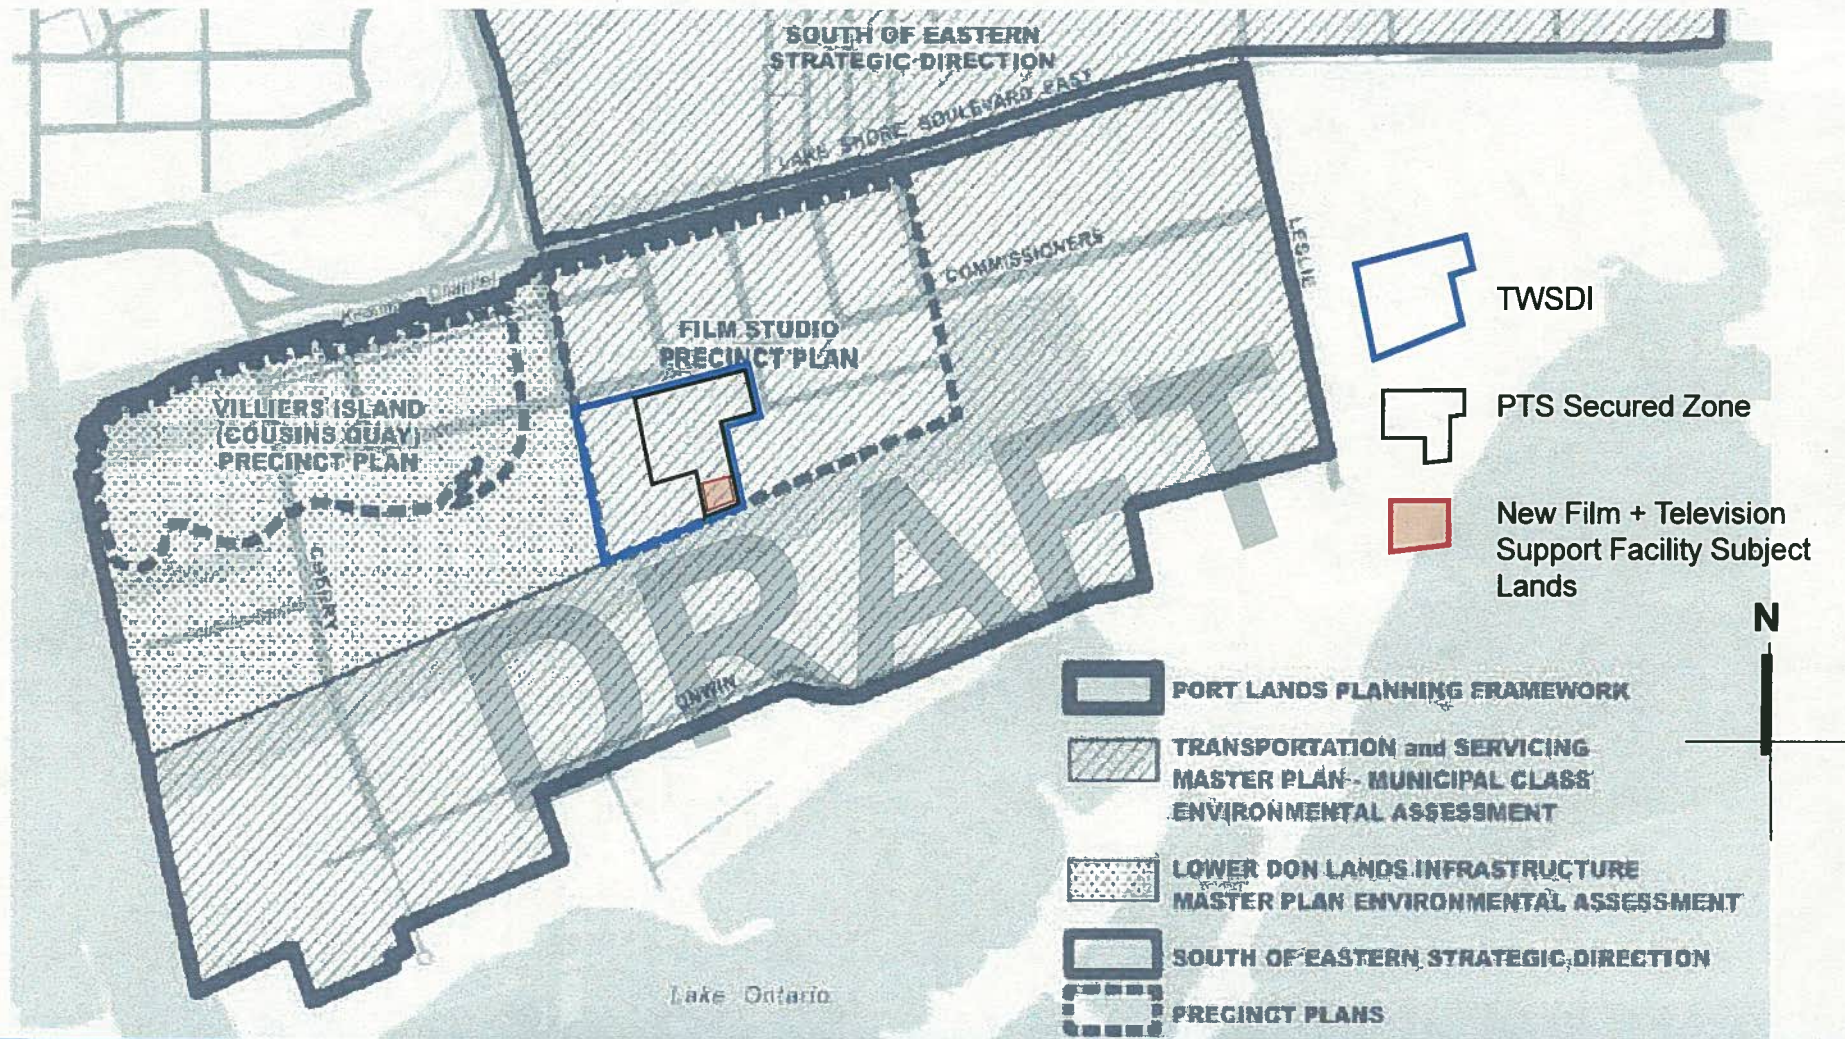 SOUTH OF EASTERN
STRATEGIC DIRECTION
LAKE SHORE BOULEVARD EAST
COMMISSIONERS
LESLIE
Keating Channel
FILM STUDIO
PRECINCT PLAN
VILLIERS ISLAND
(COUSINS QUAY)
PRECINCT PLAN
CHERRY
UNWIN
DRAFT
Lake Ontario
TWSDI
PTS Secured Zone
New Film + Television
Support Facility Subject
Lands
N
PORT LANDS PLANNING FRAMEWORK
TRANSPORTATION and SERVICING
MASTER PLAN - MUNICIPAL CLASS
ENVIRONMENTAL ASSESSMENT
LOWER DON LANDS INFRASTRUCTURE
MASTER PLAN ENVIRONMENTAL ASSESSMENT
SOUTH OF EASTERN STRATEGIC DIRECTION
PRECINCT PLANS